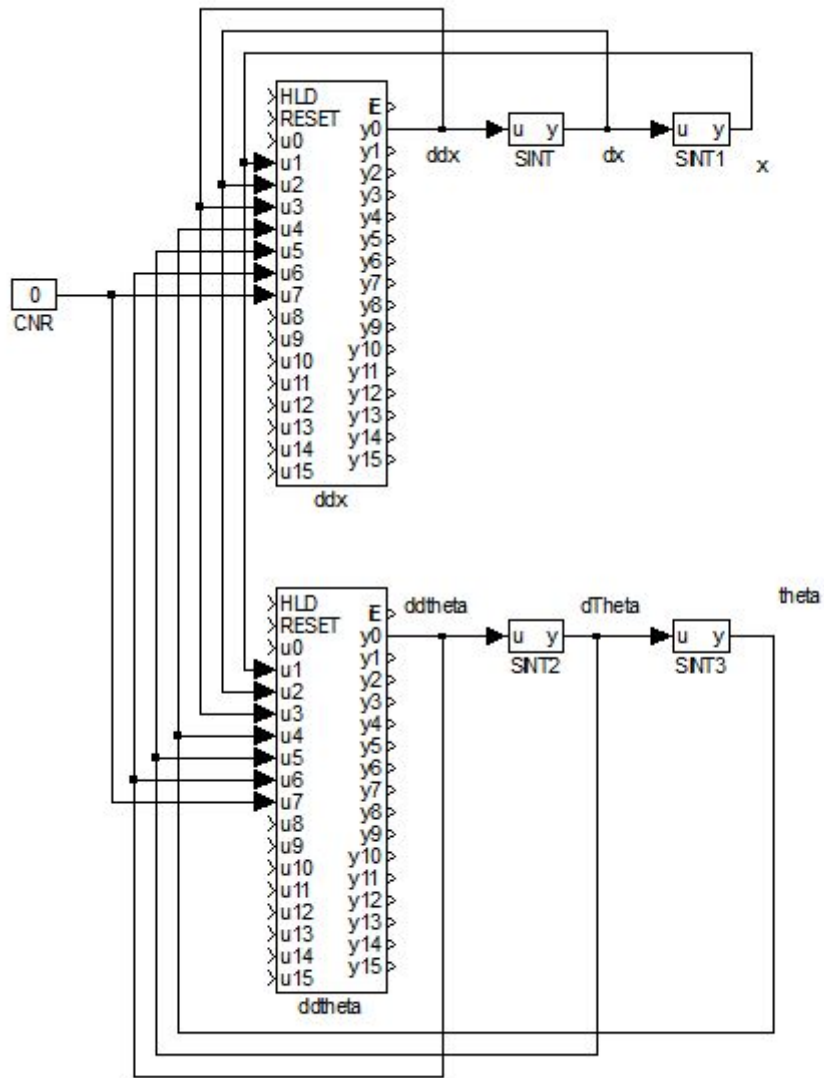 HLD
RESET
u0
u1
u2
u3
u4
u5
u6
u7
u8
u9
u10
u11
u12
u13
u14
u15
E
y0
y1
y2
y3
y4
y5
y6
y7
y8
y9
y10
y11
y12
y13
y14
y15
ddx
ddx
u y
SINT
dx
u y
SINT1
x
0
CNR
HLD
RESET
u0
u1
u2
u3
u4
u5
u6
u7
u8
u9
u10
u11
u12
u13
u14
u15
E
y0
y1
y2
y3
y4
y5
y6
y7
y8
y9
y10
y11
y12
y13
y14
y15
ddtheta
ddtheta
u y
SINT2
dTheta
u y
SINT3
theta